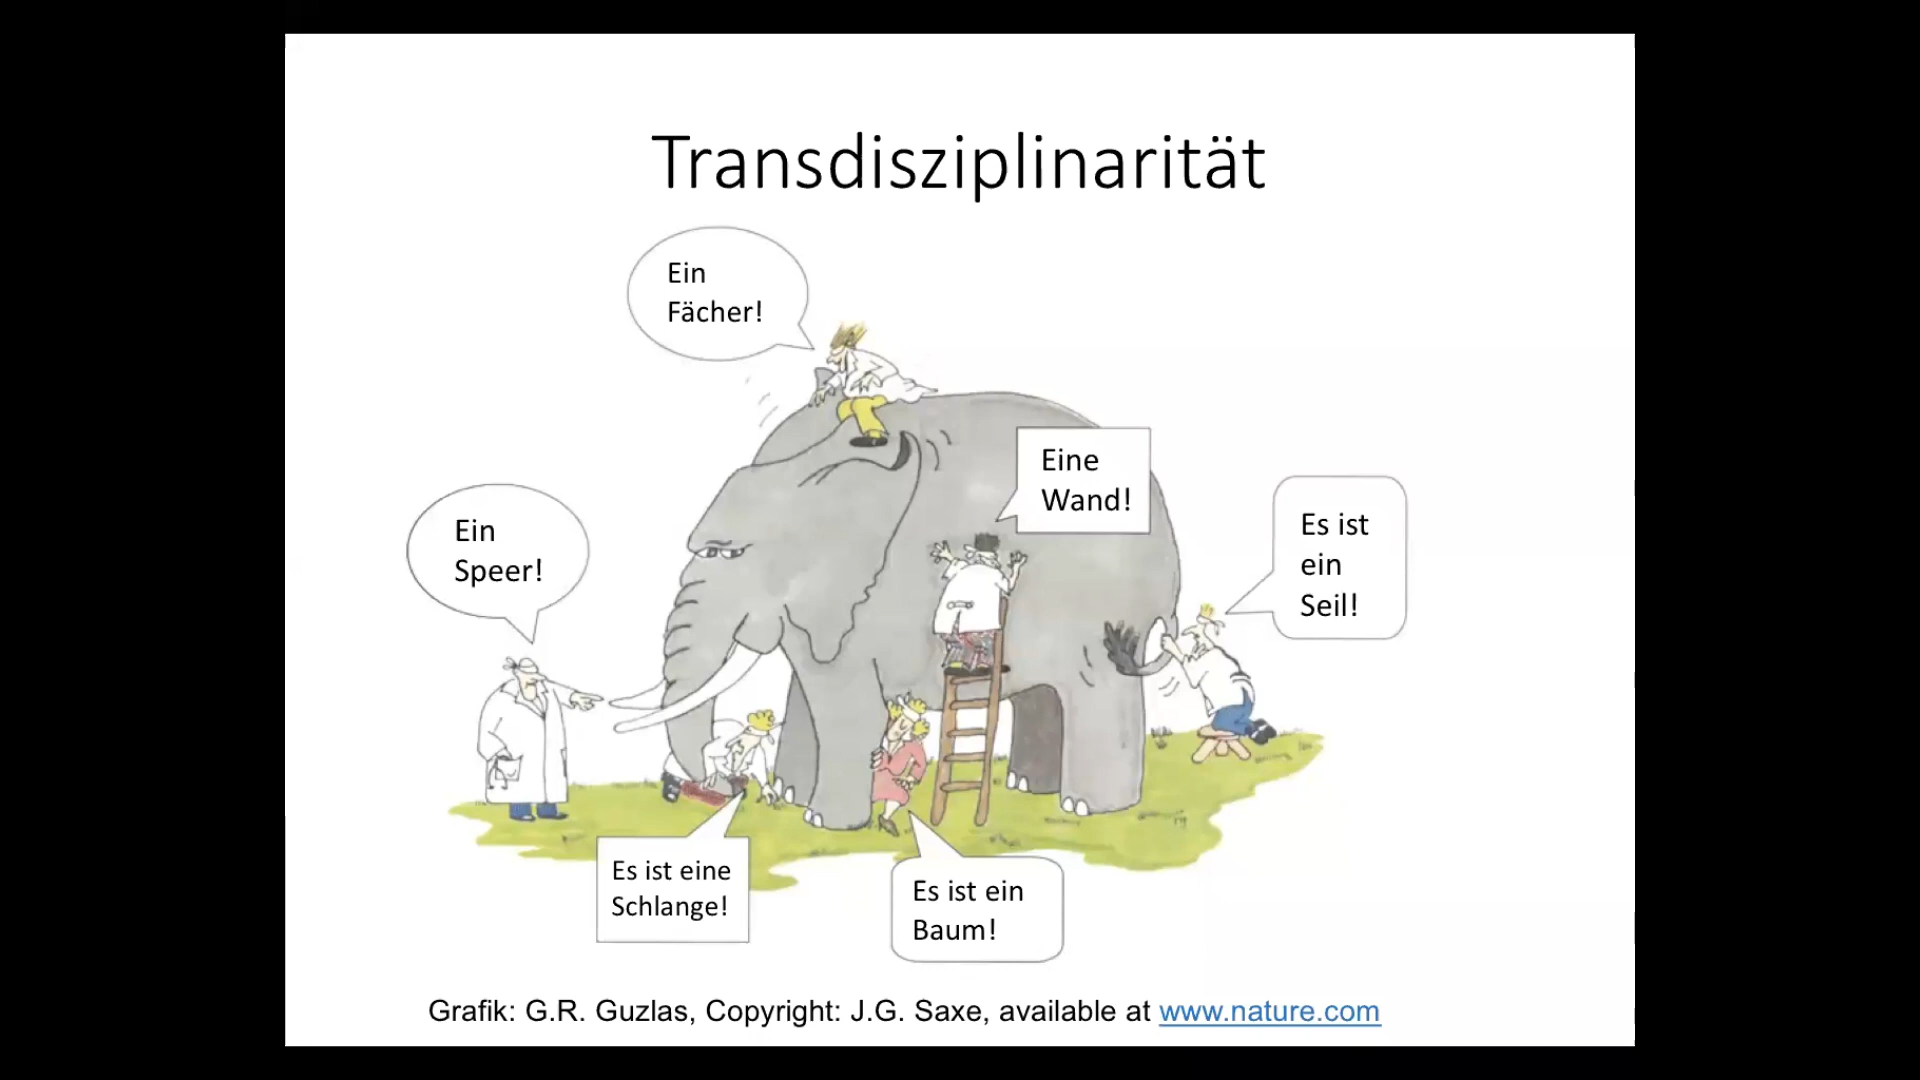 Transdisziplinarität
Ein
Fächer!
Eine
Wand!
Ein
Speer!
Es ist
ein
Seil!
Es ist eine
Schlange!
Es ist ein
Baum!
Grafik: G.R. Guzlas, Copyright: J.G. Saxe, available at www.nature.com